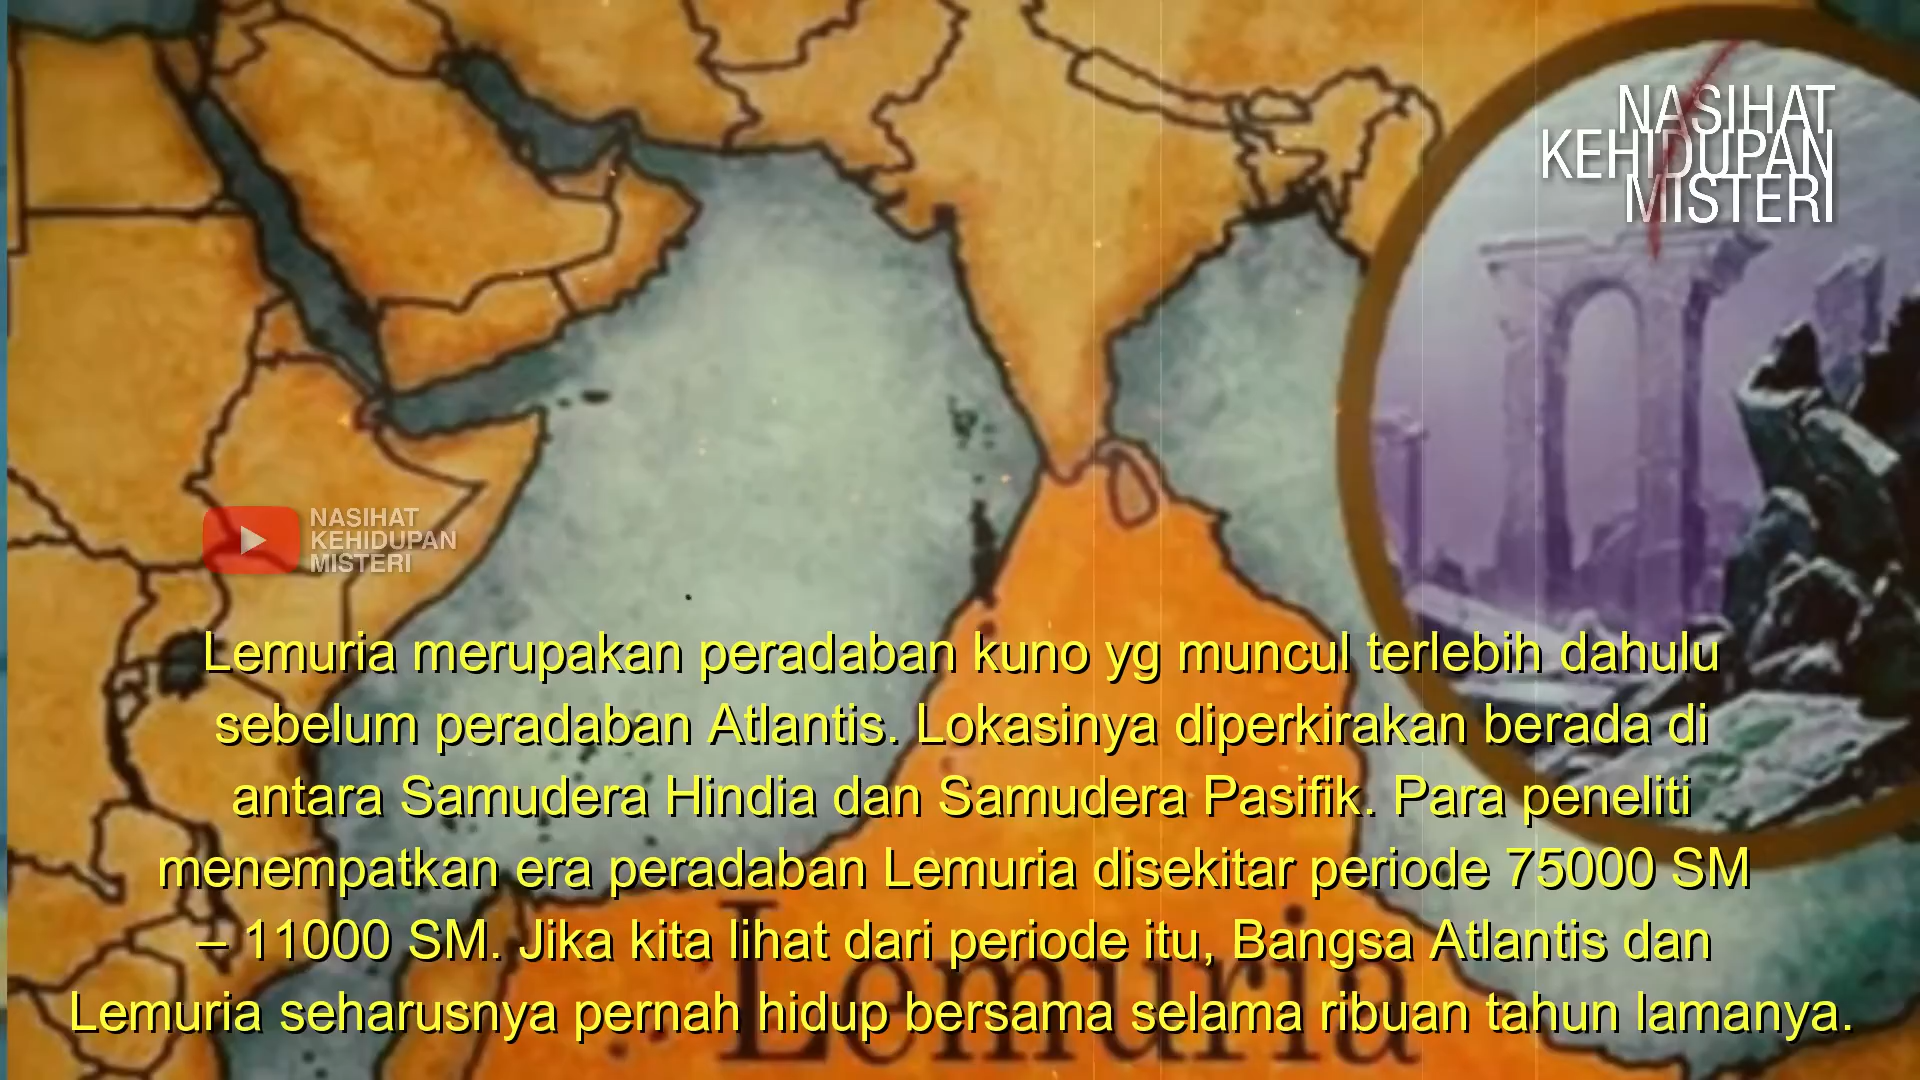 NASIHAT
KEHIDUPAN
MISTERI
NASIHAT
KEHIDUPAN
MISTERI
Lemuria merupakan peradaban kuno yg muncul terlebih dahulu
sebelum peradaban Atlantis. Lokasinya diperkirakan berada di
antara Samudera Hindia dan Samudera Pasifik. Para peneliti
menempatkan era peradaban Lemuria disekitar periode 75000 SM
– 11000 SM. Jika kita lihat dari periode itu, Bangsa Atlantis dan
Lemuria seharusnya pernah hidup bersama selama ribuan tahun lamanya.
Lemuria